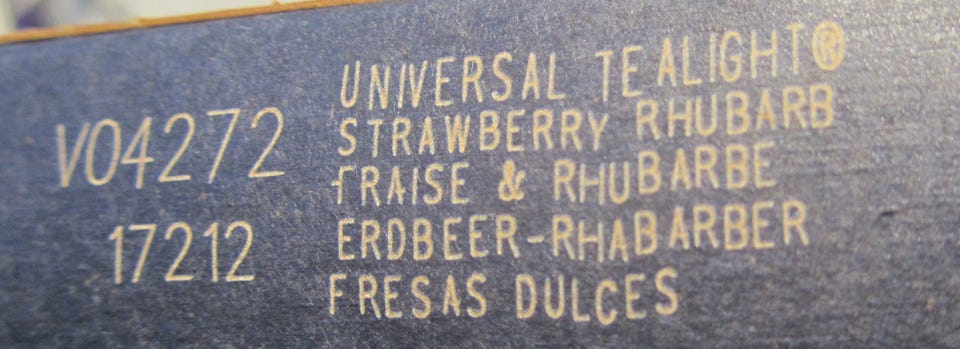 V04272
17212
UNIVERSAL TEALIGHT®
STRAWBERRY RHUBARB
FRAISE & RHUBARBE
ERDBEER-RHABARBER
FRESAS DULCES